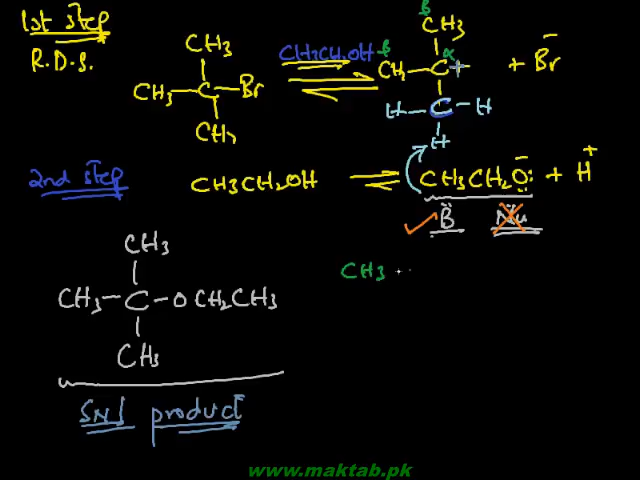 1st step
R.D.S.
CH3
CH3 - C - Br
CH3
CH3CH2OH
β
CH3
β α
CH3 - C +
H - C - H
H
+ Br-
2nd step
CH3CH2OH ⇌ CH3CH2O:- + H+
B Nu
CH3
CH3 - C - OCH2CH3
CH3
SN1 product
CH3
www.maktab.pk